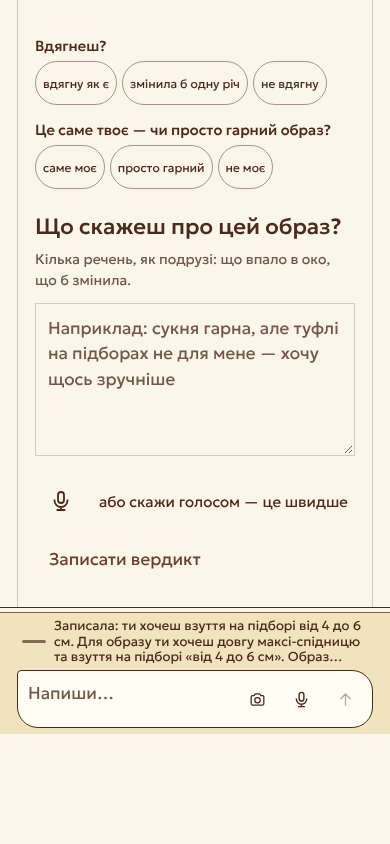 Вдягнеш?
вдягну як є
змінила б одну річ
не вдягну
Це саме твоє — чи просто гарний образ?
саме моє
просто гарний
не моє
Що скажеш про цей образ?
Кілька речень, як подрузі: що впало в око,
що б змінила.
Наприклад: сукня гарна, але туфлі
на підборах не для мене — хочу
щось зручніше
або скажи голосом — це швидше
Записати вердикт
Записала: ти хочеш взуття на підборі від 4 до 6
см. Для образу ти хочеш довгу максі-спідницю
та взуття на підборі «від 4 до 6 см». Образ...
Напиши...